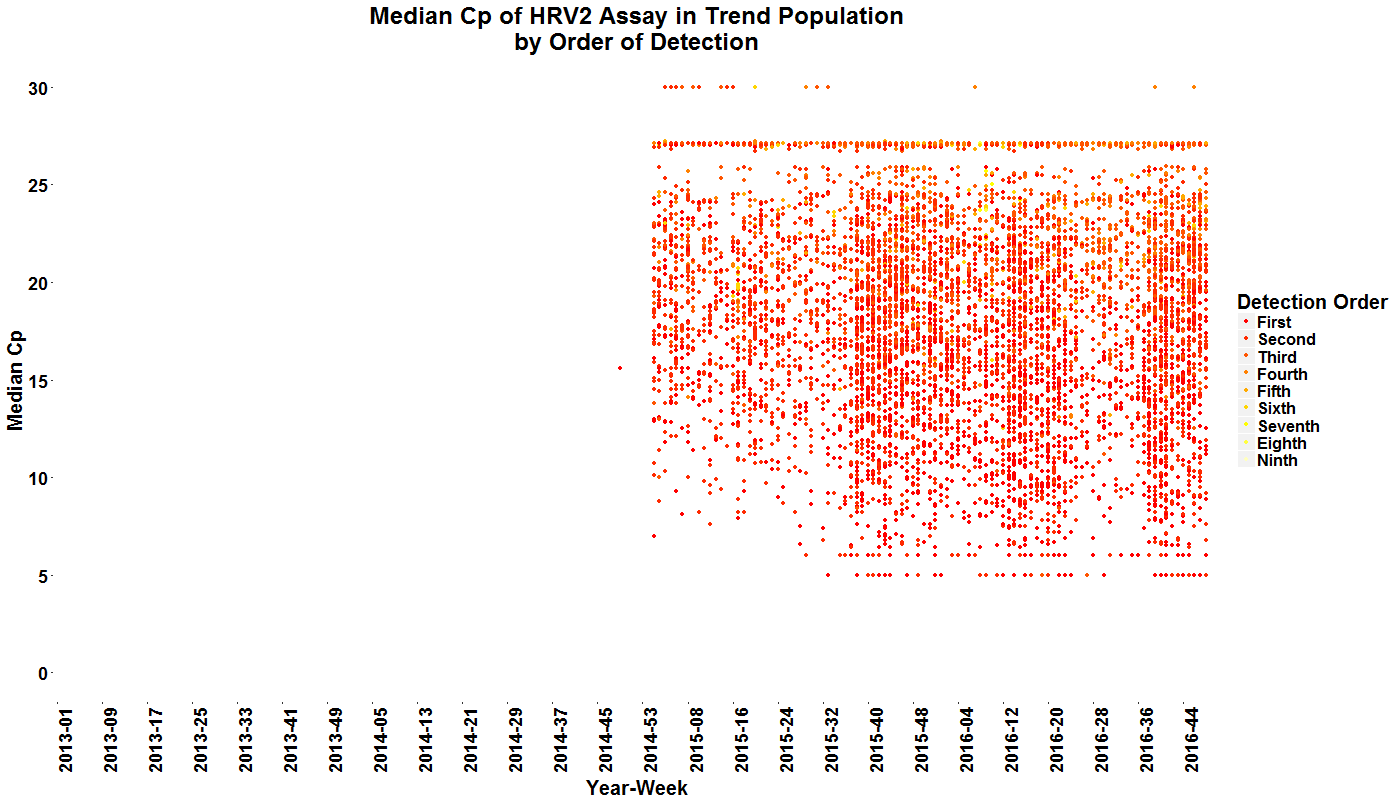 Median Cp of HRV2 Assay in Trend Population
by Order of Detection
30
25
20
15
10
5
0
Median Cp
2013-01
2013-09
2013-17
2013-25
2013-33
2013-41
2013-49
2014-05
2014-13
2014-21
2014-29
2014-37
2014-45
2014-53
2015-08
2015-16
2015-24
2015-32
2015-40
2015-48
2016-04
2016-12
2016-20
2016-28
2016-36
2016-44
Year-Week
Detection Order
First
Second
Third
Fourth
Fifth
Sixth
Seventh
Eighth
Ninth